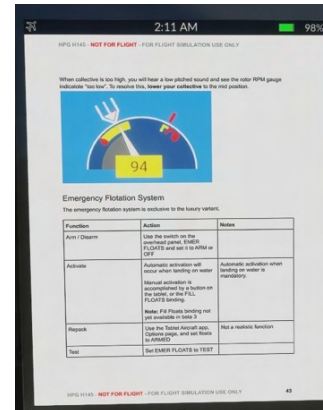 2:11 AM
98%
HPG H145 - NOT FOR FLIGHT - FOR FLIGHT SIMULATION USE ONLY
When collective is too high, you will hear a low pitched sound and see the rotor RPM gauge
indicate "too low". To resolve this, lower your collective to the mid position.
94
Emergency Flotation System
The emergency flotation system is exclusive to the luxury variant.
Function Action Notes
Arm / Disarm Use the switch on the
overhead panel, EMER
FLOATS and set it to ARM or
OFF
Activate Automatic activation will Automatic activation when
occur when landing on water landing on water is
mandatory.
Manual activation is
accomplished by a button on
the tablet, or the FILL
FLOATS binding.
Note: Fill Floats binding not
yet available in beta 3
Repack Use the Tablet Aircraft app, Not a realistic function
Options page, and set floats
to ARMED
Test Set EMER FLOATS to TEST
HPG H145 - NOT FOR FLIGHT - FOR FLIGHT SIMULATION USE ONLY 43